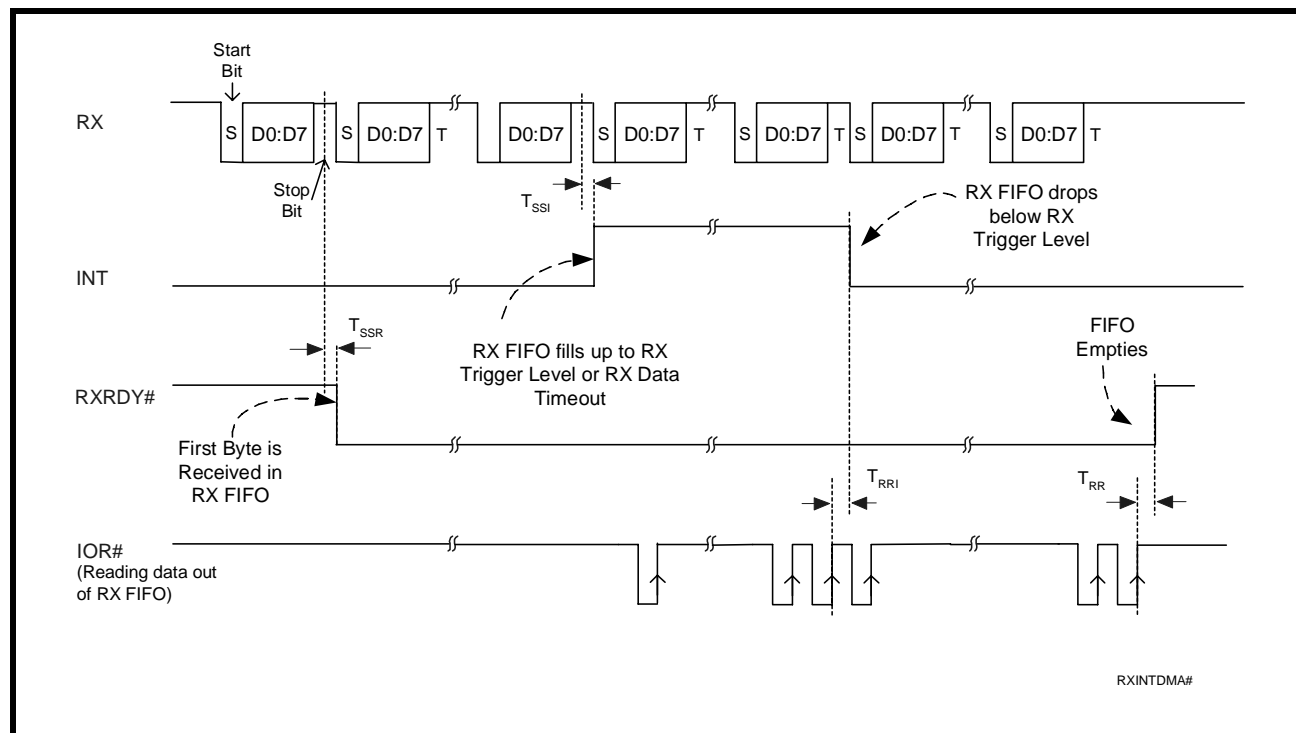 Start
Bit
RX
S D0:D7 S D0:D7 T D0:D7 S D0:D7 T S D0:D7 T S D0:D7 T S D0:D7 T
Stop
Bit
TSSI
RX FIFO drops
below RX
Trigger Level
INT
TSSR
RX FIFO fills up to RX
Trigger Level or RX Data
Timeout
FIFO
Empties
RXRDY#
First Byte is
Received in
RX FIFO
TRRI
TRR
IOR#
(Reading data out
of RX FIFO)
RXINTDMA#